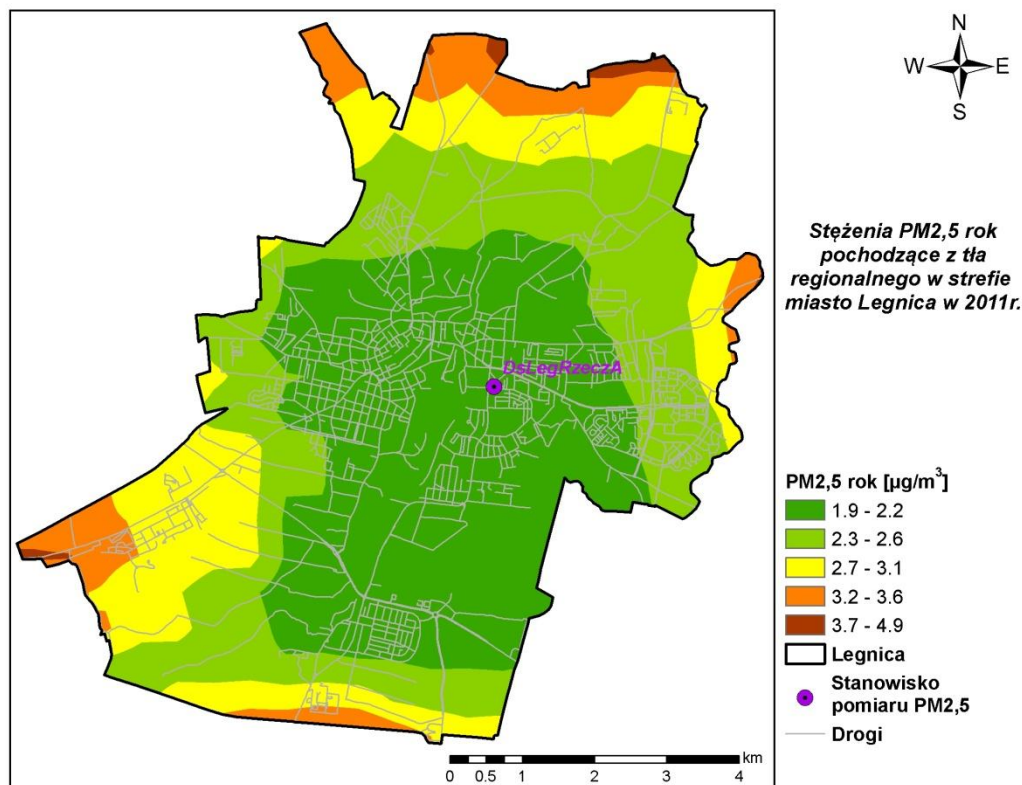 N
W E
S
Stężenia PM2,5 rok
pochodzące z tła
regionalnego w strefie
miasto Legnica w 2011r.
DsLegRzeczA
PM2,5 rok [µg/m³]
1.9 - 2.2
2.3 - 2.6
2.7 - 3.1
3.2 - 3.6
3.7 - 4.9
Legnica
Stanowisko
pomiaru PM2,5
Drogi
km
0 0.5 1 2 3 4